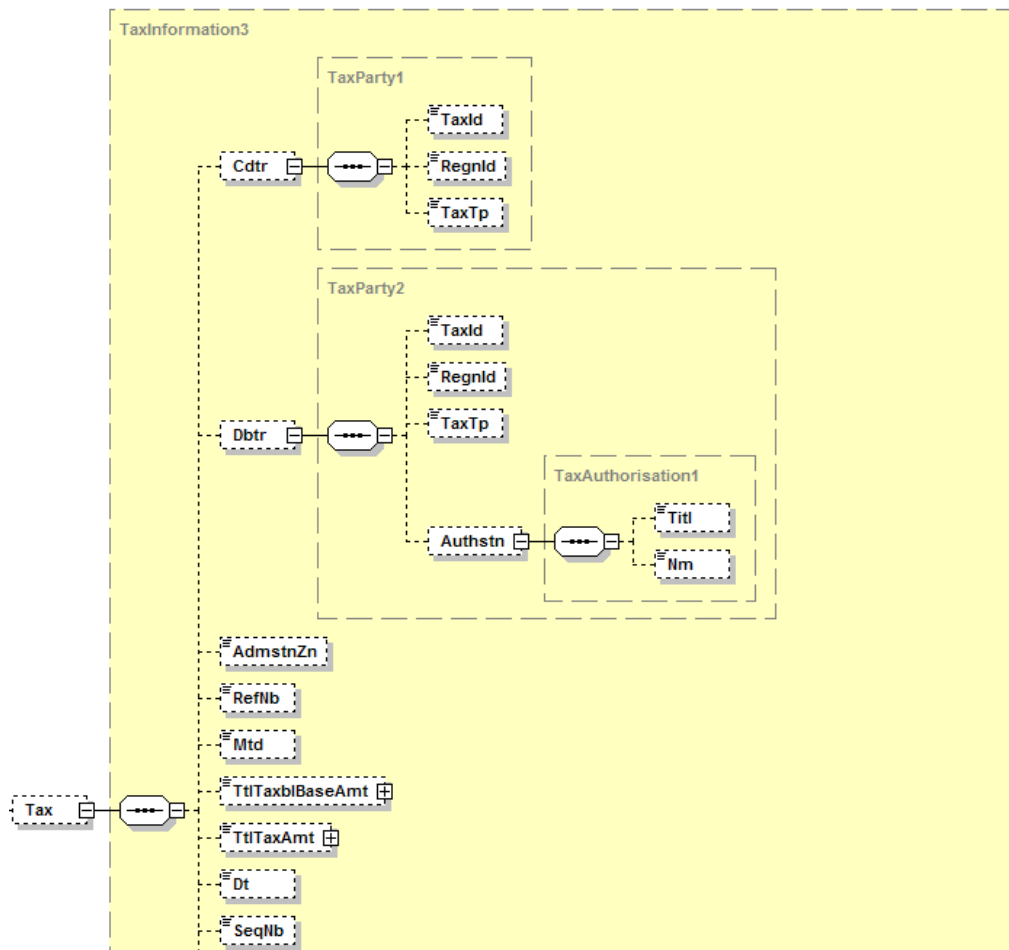 TaxInformation3
TaxParty1
TaxId
Cdtr
RegnId
TaxTp
TaxParty2
TaxId
RegnId
TaxTp
Dbtr
TaxAuthorisation1
Titl
Authstn
Nm
AdmstnZn
RefNb
Mtd
TtlTaxblBaseAmt
Tax
TtlTaxAmt
Dt
SeqNb